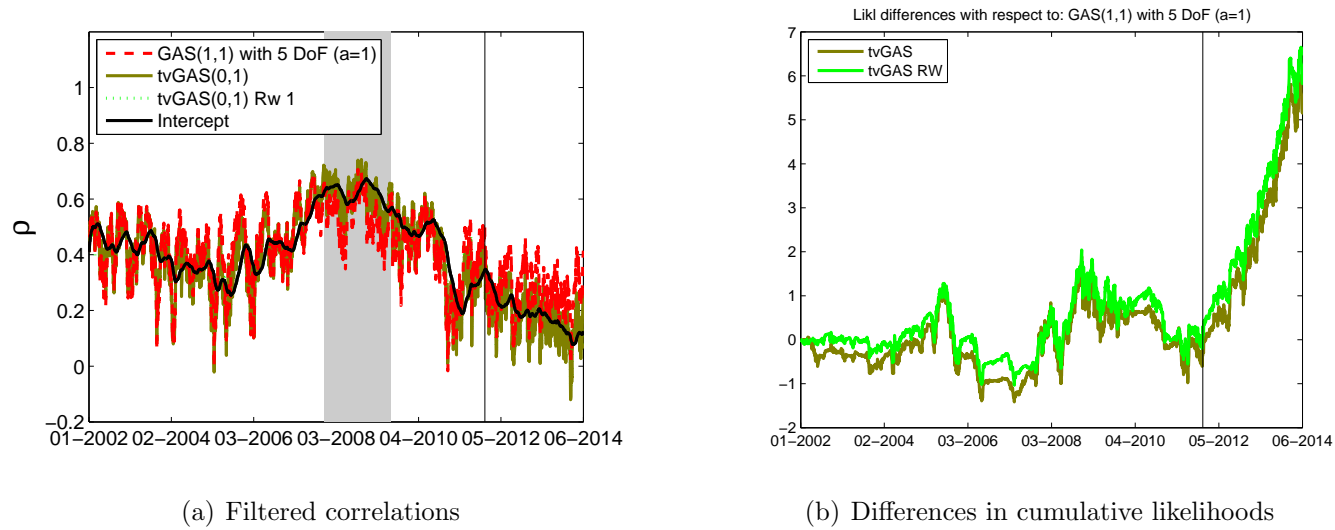 GAS(1,1) with 5 DoF (a=1)
tvGAS(0,1)
tvGAS(0,1) Rw 1
Intercept
1
0.8
0.6
0.4
0.2
0
−0.2
ρ
01−2002 02−2004 03−2006 03−2008 04−2010 05−2012 06−2014
(a) Filtered correlations
Likl differences with respect to: GAS(1,1) with 5 DoF (a=1)
tvGAS
tvGAS RW
7
6
5
4
3
2
1
0
−1
−2
01−2002 02−2004 03−2006 03−2008 04−2010 05−2012 06−2014
(b) Differences in cumulative likelihoods